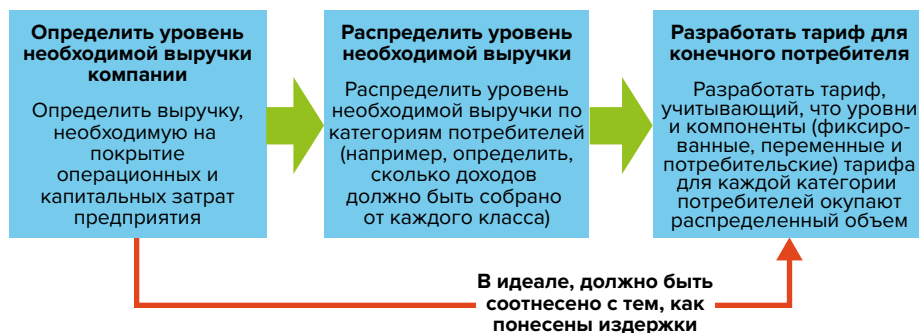 Определить уровень
необходимой выручки
компании
Определить выручку,
необходимую на
покрытие
операционных и
капитальных затрат
предприятия
Распределить уровень
необходимой выручки
Распределить уровень
необходимой выручки по
категориям потребителей
(например, определить,
сколько доходов
должно быть собрано
от каждого класса)
Разработать тариф для
конечного потребителя
Разработать тариф,
учитывающий, что уровни
и компоненты (фиксиро-
ванные, переменные и
потребительские) тарифа
для каждой категории
потребителей окупают
распределенный объем
В идеале, должно быть
соотнесено с тем, как
понесены издержки